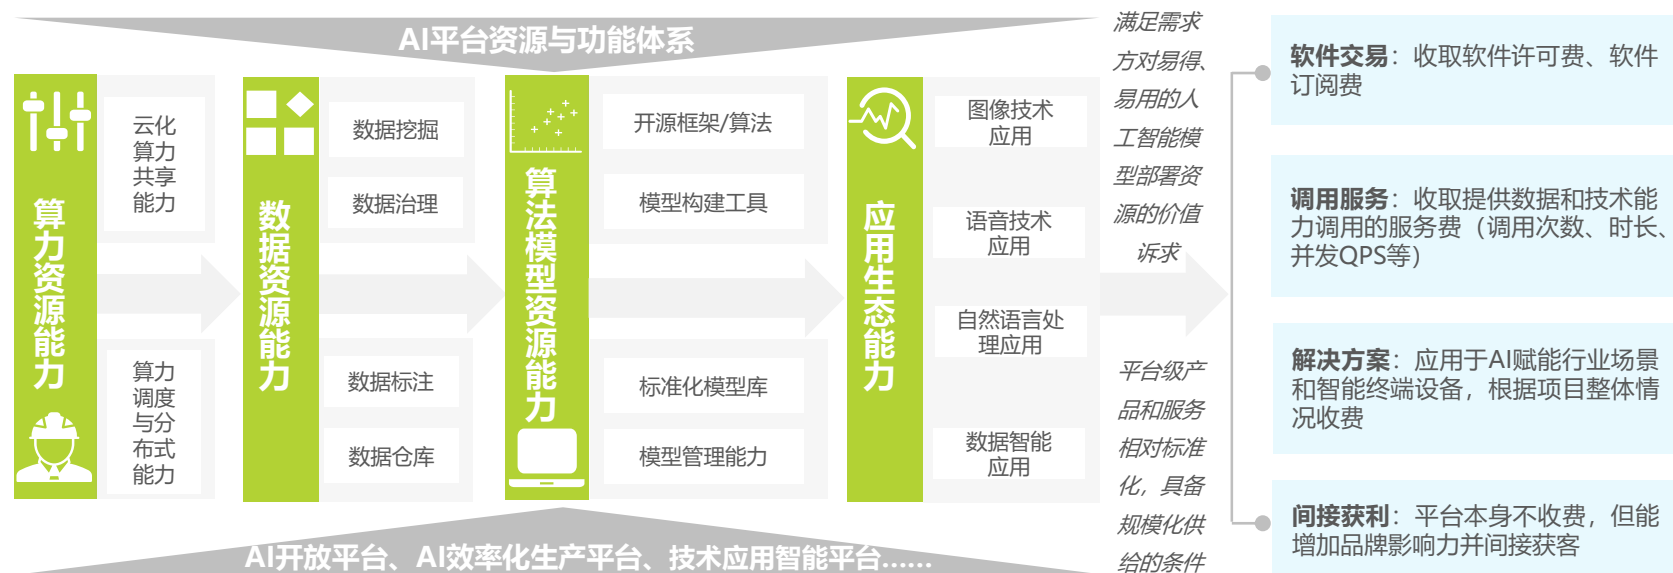 AI平台资源与功能体系
算力资源能力
云化
算力
共享
能力
算力
调度
与分
布式
能力
数据资源能力
数据挖掘
数据治理
数据标注
数据仓库
算法模型资源能力
开源框架/算法
模型构建工具
标准化模型库
模型管理能力
应用生态能力
图像技术
应用
语音技术
应用
自然语言处
理应用
数据智能
应用
AI开放平台、AI效率化生产平台、技术应用智能平台……
满足需求
方对易得、
易用的人
工智能模
型部署资
源的价值
诉求
平台级产
品和服务
相对标准
化，具备
规模化供
给的条件
软件交易：收取软件许可费、软件
订阅费
调用服务：收取提供数据和技术能
力调用的服务费（调用次数、时长、
并发QPS等）
解决方案：应用于AI赋能行业场景
和智能终端设备，根据项目整体情
况收费
间接获利：平台本身不收费，但能
增加品牌影响力并间接获客